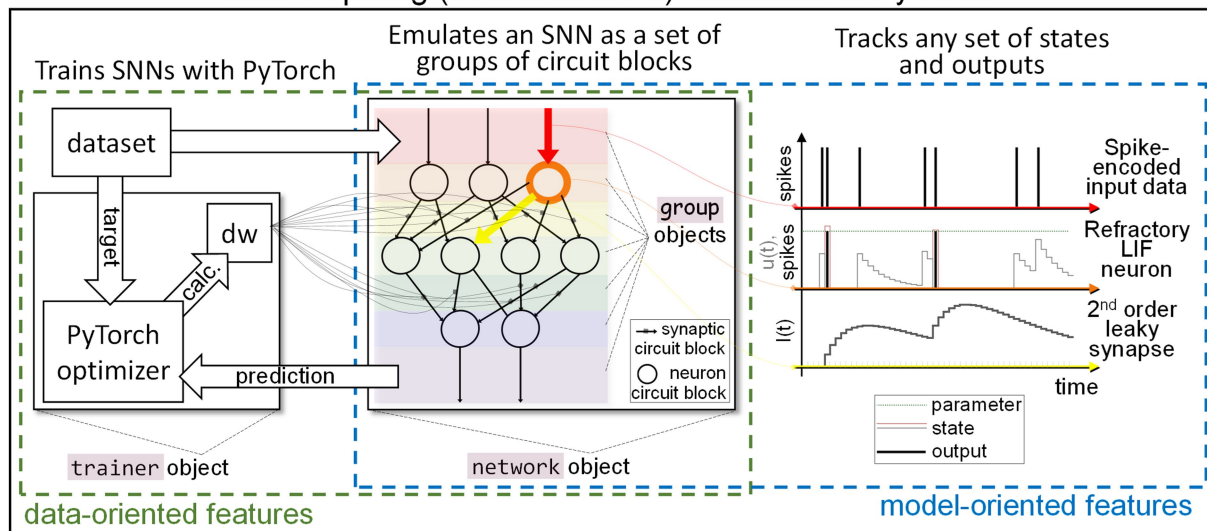 Emulates an SNN as a set of
groups of circuit blocks
Tracks any set of states
and outputs
Trains SNNs with PyTorch
dataset
target
dw
calc.
PyTorch
optimizer
prediction
trainer object
data-oriented features
group
objects
synaptic
circuit block
neuron
circuit block
network object
spikes
Spike-
encoded
input data
u(t),
spikes
Refractory
LIF
neuron
I(t)
2nd order
leaky
synapse
time
parameter
state
output
model-oriented features